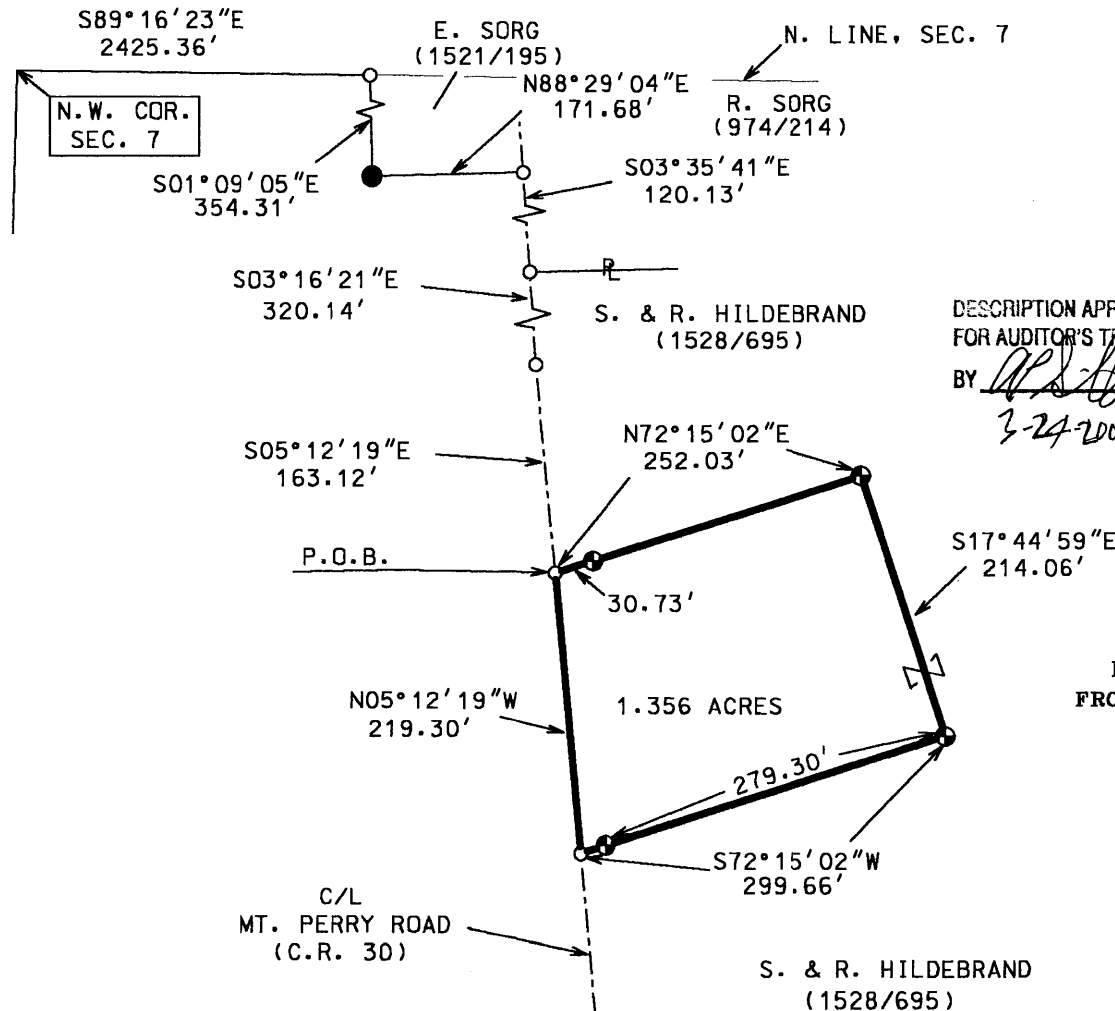 S89°16'23"E
2425.36'
E. SORG
(1521/195)
N. LINE, SEC. 7
N.W. COR.
SEC. 7
N88°29'04"E
171.68'
R. SORG
(974/214)
S01°09'05"E
354.31'
S03°35'41"E
120.13'
PL
S03°16'21"E
320.14'
S. & R. HILDEBRAND
(1528/695)
DESCRIPTION APP
FOR AUDITOR'S
BY
3-24-200
S05°12'19"E
163.12'
N72°15'02"E
252.03'
P.O.B.
30.73'
S17°44'59"E
214.06'
FRO
N05°12'19"W
219.30'
1.356 ACRES
279.30'
S72°15'02"W
299.66'
C/L
MT. PERRY ROAD
(C.R. 30)
S. & R. HILDEBRAND
(1528/695)